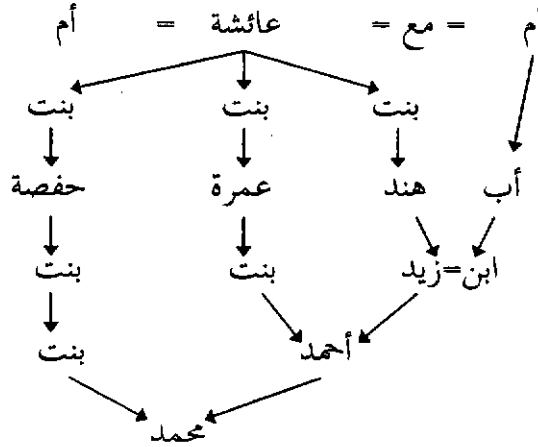 أم = مع = عائشة = أم
بنت بنت بنت
أب هند عمرة حفصة
ابن=زيد بنت بنت
أحمد بنت
محمد